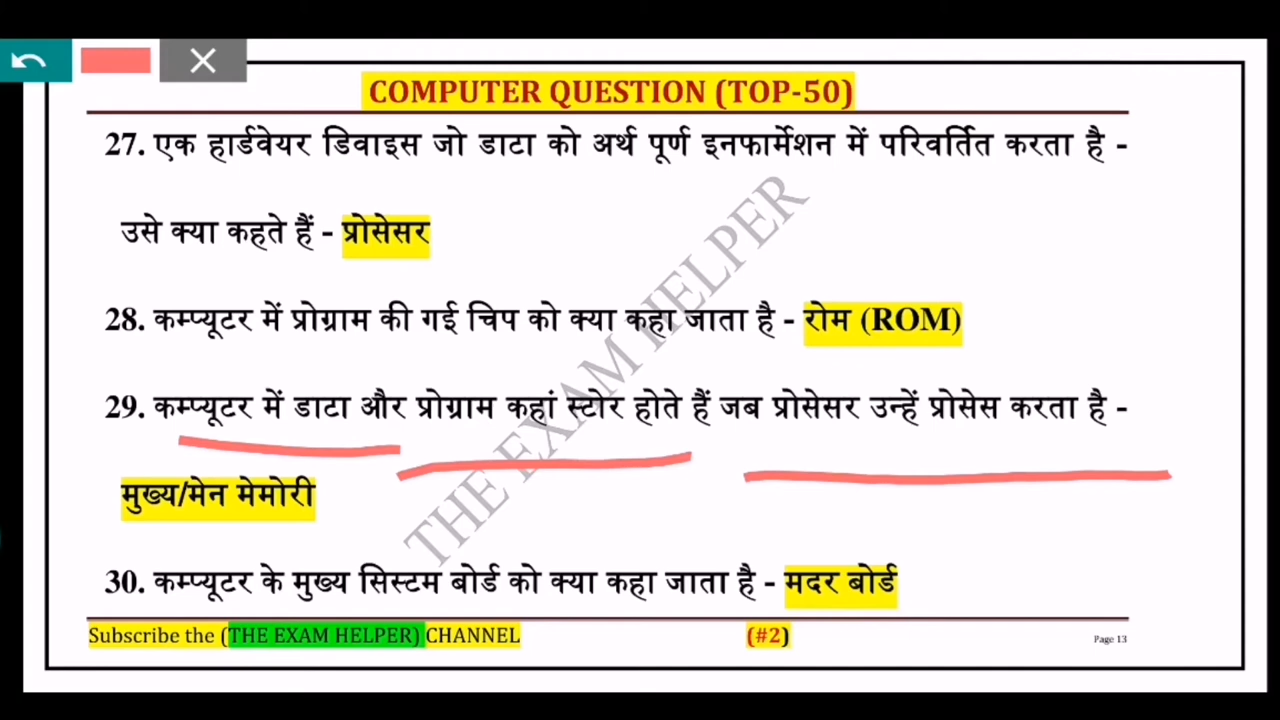 COMPUTER QUESTION (TOP-50)
27. एक हार्डवेयर डिवाइस जो डाटा को अर्थ पूर्ण इनफार्मेशन में परिवर्तित करता है -
उसे क्या कहते हैं - प्रोसेसर
28. कम्प्यूटर में प्रोग्राम की गई चिप को क्या कहा जाता है - रोम (ROM)
29. कम्प्यूटर में डाटा और प्रोग्राम कहां स्टोर होते हैं जब प्रोसेसर उन्हें प्रोसेस करता है -
मुख्य/मेन मेमोरी
30. कम्प्यूटर के मुख्य सिस्टम बोर्ड को क्या कहा जाता है - मदर बोर्ड
THE EXAM HELPER
Subscribe the (THE EXAM HELPER) CHANNEL (#2) Page 13